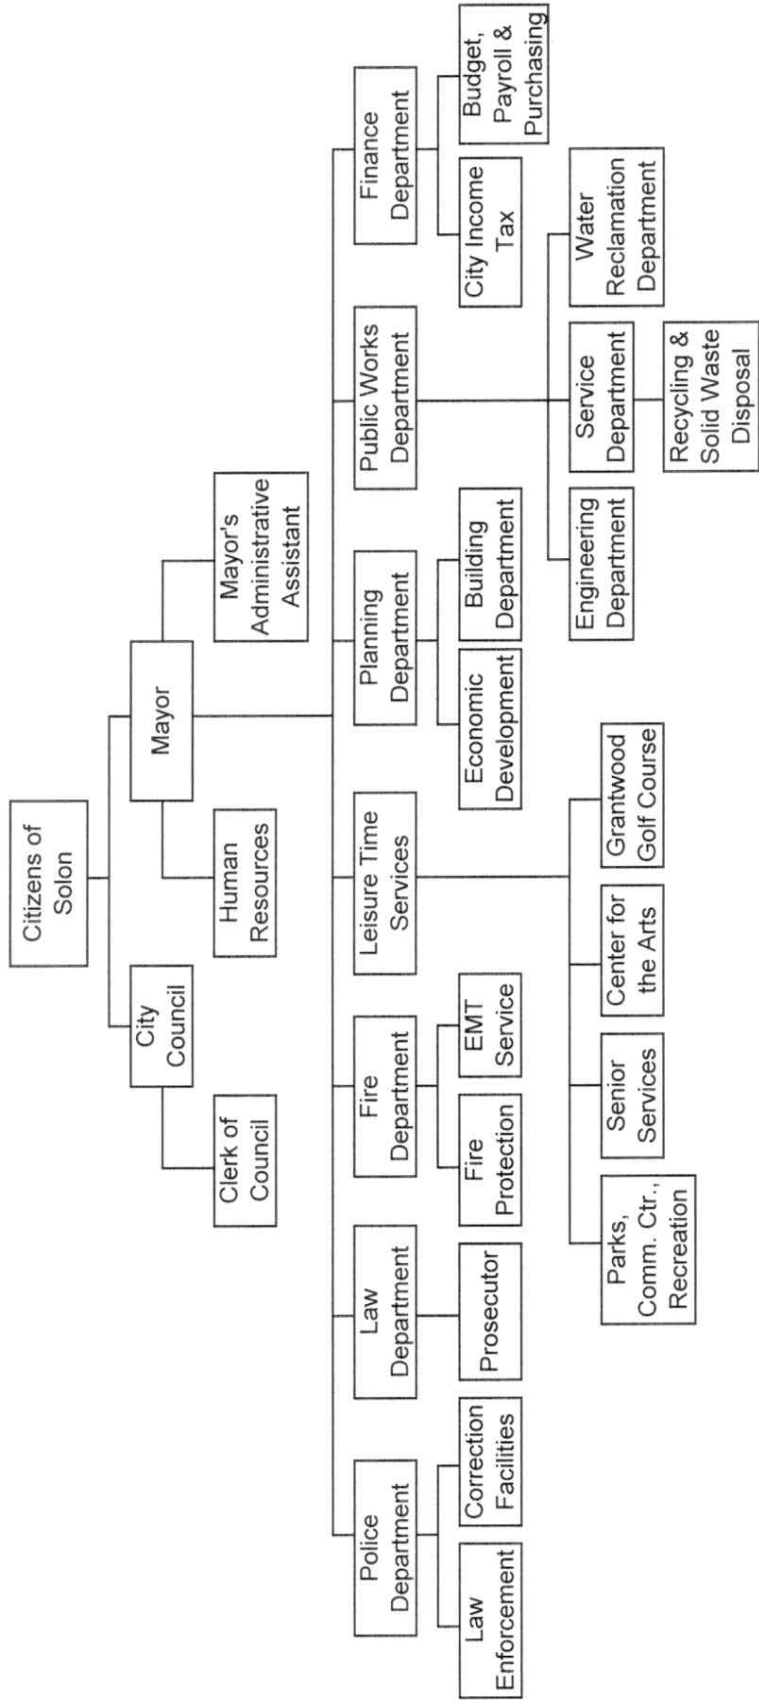 Citizens of
Solon
City
Council
Mayor
Clerk of
Council
Human
Resources
Mayor's
Administrative
Assistant
Police
Department
Law
Department
Fire
Department
Leisure Time
Services
Planning
Department
Public Works
Department
Finance
Department
Law
Enforcement
Correction
Facilities
Prosecutor
Fire
Protection
EMT
Service
Economic
Development
Building
Department
City Income
Tax
Budget,
Payroll &
Purchasing
Parks,
Comm. Ctr.,
Recreation
Senior
Services
Center for
the Arts
Grantwood
Golf Course
Engineering
Department
Service
Department
Water
Reclamation
Department
Recycling &
Solid Waste
Disposal